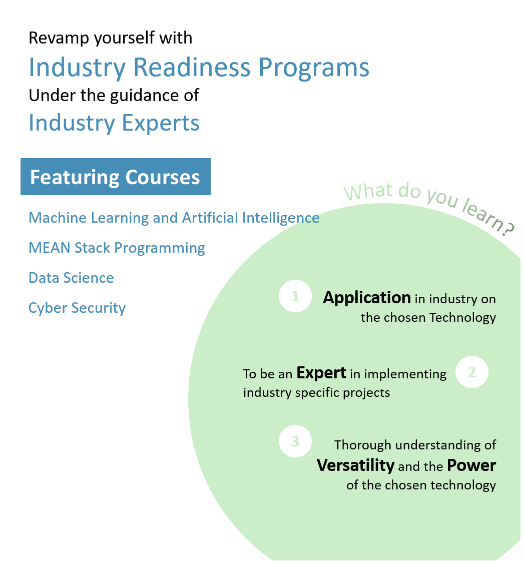 Revamp yourself with
Industry Readiness Programs
Under the guidance of
Industry Experts
Featuring Courses
Machine Learning and Artificial Intelligence
MEAN Stack Programming
Data Science
Cyber Security
What do you learn?
1
Application in industry on
the chosen Technology
To be an Expert in implementing
industry specific projects
2
3
Thorough understanding of
Versatility and the Power
of the chosen technology